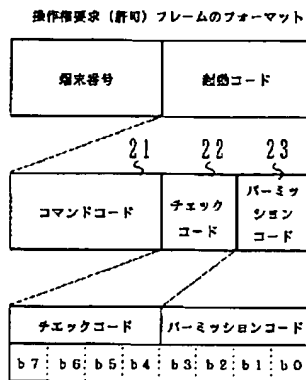 操作権要求（許可）フレームのフォーマット
端末番号 起動コード
21 22 23
コマンドコード チェックコード パーミッションコード
チエックコード パーミッションコード
b7 b6 b5 b4 b3 b2 b1 b0